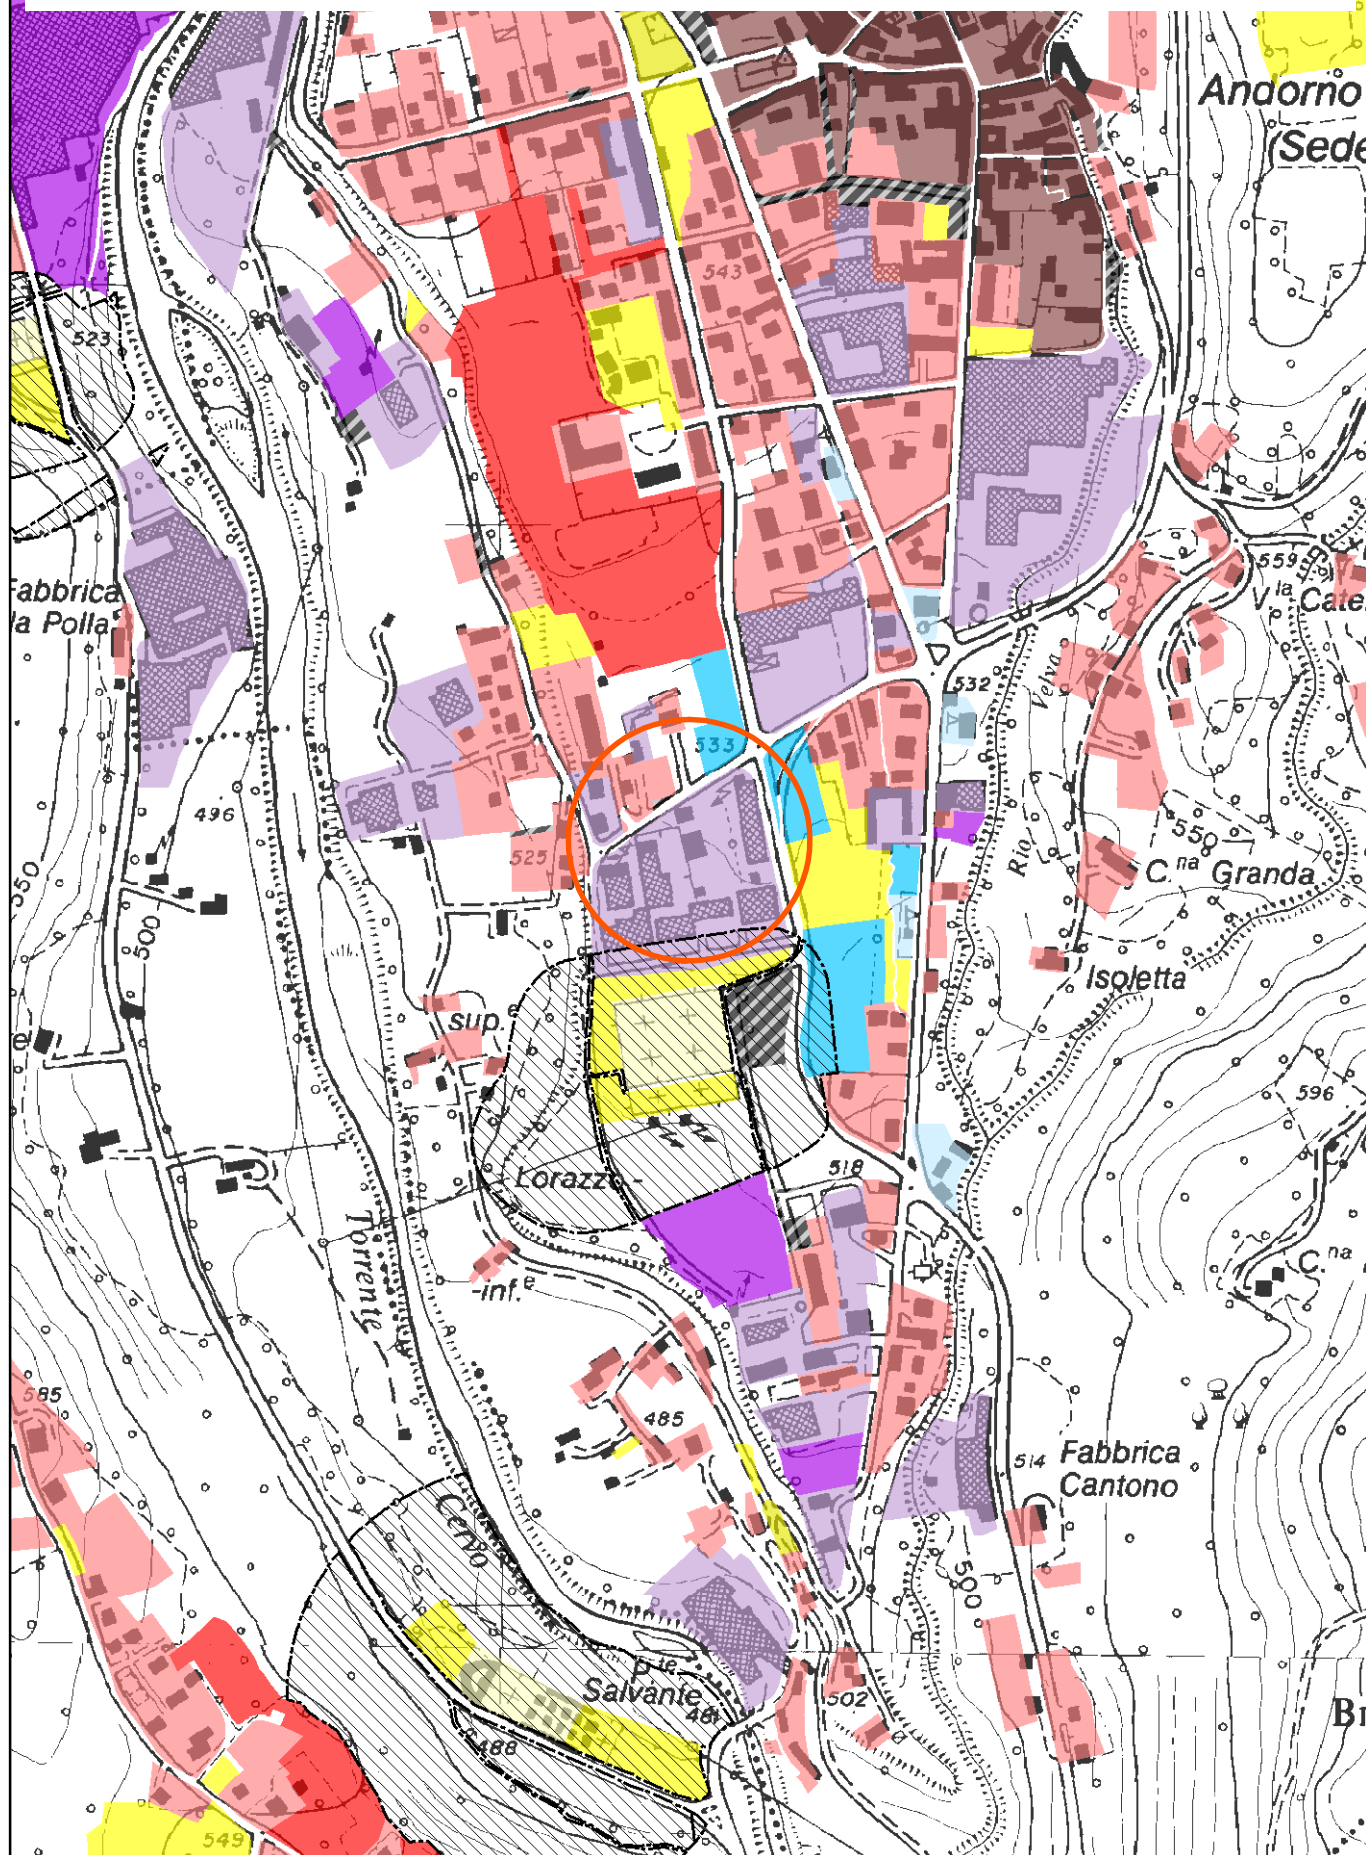 Andorno
(Sede
523
543
Fabbrica
la Polla
559
V.la Cate
532
Rio
Velva
533
496
525
550
C.na Granda
550
500
Isoletta
sup.e
596
Lorazzo-
518
Torrente
-inf.e
C.na
585
485
514
Fabbrica
Cantono
Cervo
500
P.te
Salvante
481
502
Br
488
549